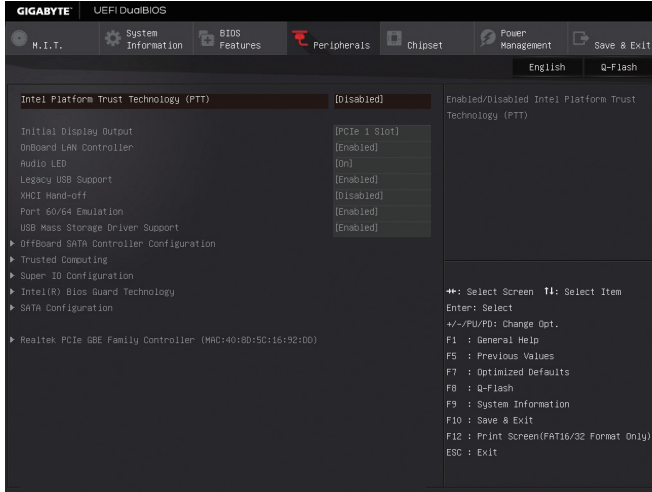 GIGABYTE™ UEFI DualBIOS
M.I.T.
System Information
BIOS Features
Peripherals
Chipset
Power Management
Save & Exit
English Q-Flash
Intel Platform Trust Technology (PTT) [Disabled]
Initial Display Output [PCIe 1 Slot]
OnBoard LAN Controller [Enabled]
Audio LED [On]
Legacy USB Support [Enabled]
XHCI Hand-off [Disabled]
Port 60/64 Emulation [Enabled]
USB Mass Storage Driver Support [Enabled]
OffBoard SATA Controller Configuration
Trusted Computing
Super IO Configuration
Intel(R) Bios Guard Technology
SATA Configuration
Realtek PCIe GBE Family Controller (MAC:40:8D:5C:16:92:DD)
Enabled/Disabled Intel Platform Trust
Technology (PTT)
→←: Select Screen ↑↓: Select Item
Enter: Select
+/-/PU/PD: Change Opt.
F1 : General Help
F5 : Previous Values
F7 : Optimized Defaults
F8 : Q-Flash
F9 : System Information
F10 : Save & Exit
F12 : Print Screen(FAT16/32 Format Only)
ESC : Exit